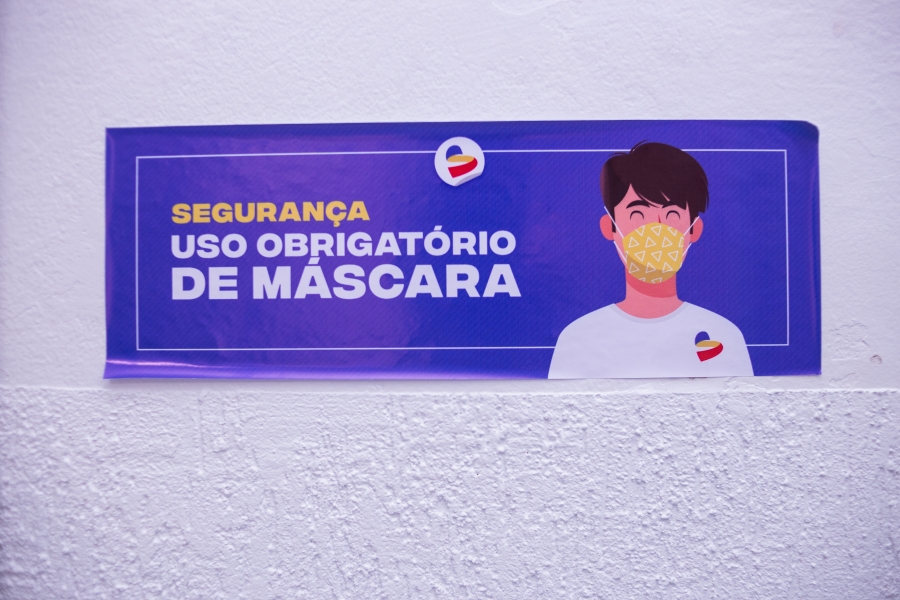 SEGURANÇA
USO OBRIGATÓRIO
DE MÁSCARA